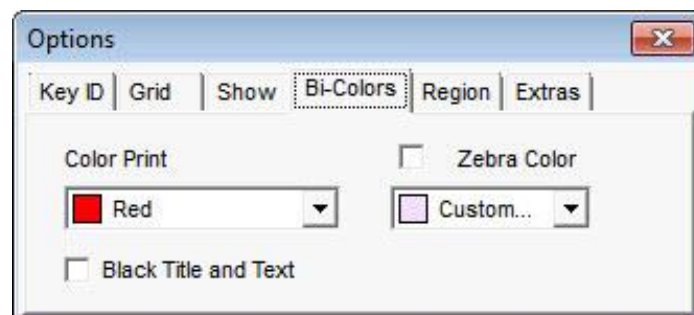 Options
Key ID Grid Show Bi-Colors Region Extras
Color Print Zebra Color
Red Custom...
Black Title and Text